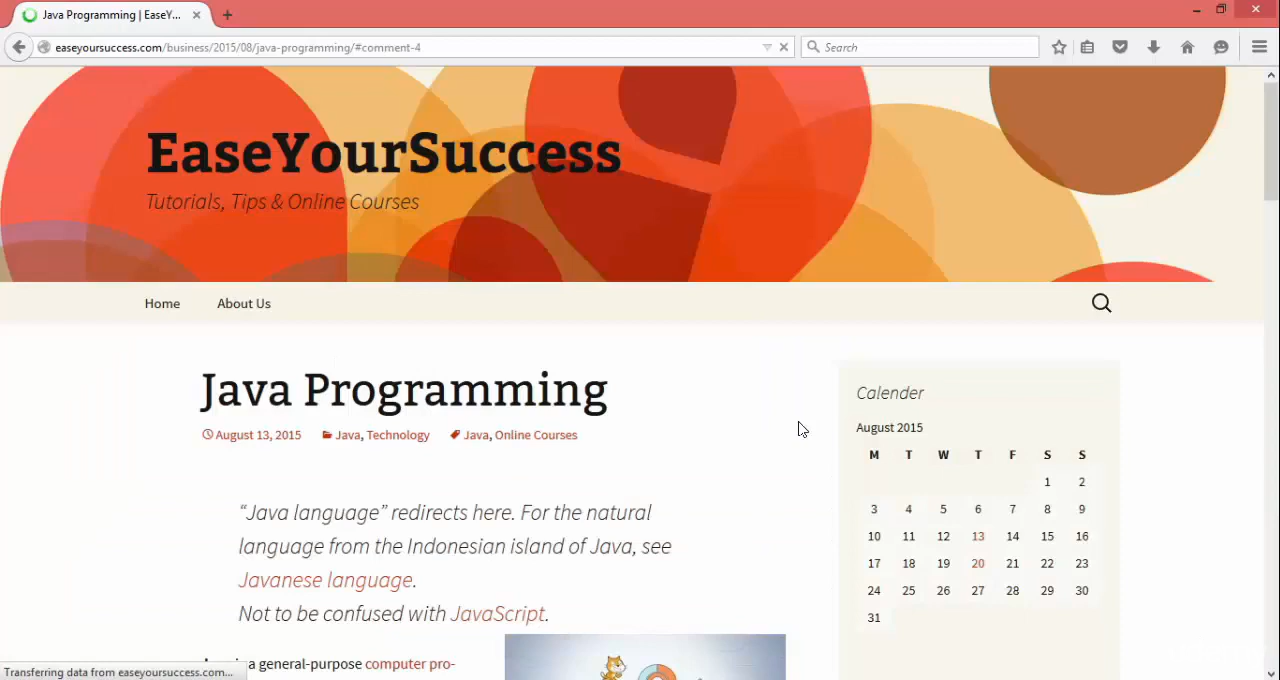 Java Programming | EaseY...
easeyoursuccess.com/business/2015/08/java-programming/#comment-4
Search
EaseYourSuccess
Tutorials, Tips & Online Courses
Home About Us
Java Programming
August 13, 2015 Java, Technology Java, Online Courses
“Java language” redirects here. For the natural
language from the Indonesian island of Java, see
Javanese language.
Not to be confused with JavaScript.
is a general-purpose computer pro-
Calender
August 2015
M T W T F S S
1 2
3 4 5 6 7 8 9
10 11 12 13 14 15 16
17 18 19 20 21 22 23
24 25 26 27 28 29 30
31
Transferring data from easeyoursuccess.com...